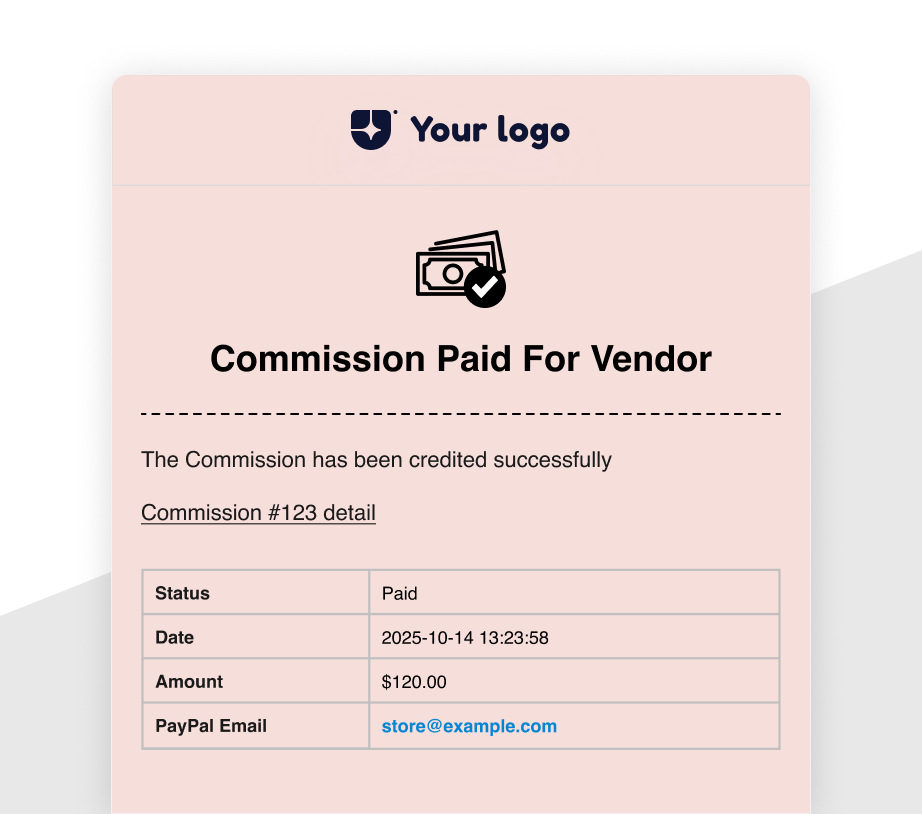 Your logo
Commission Paid For Vendor
The Commission has been credited successfully
Commission #123 detail
Status Paid
Date 2025-10-14 13:23:58
Amount $120.00
PayPal Email store@example.com